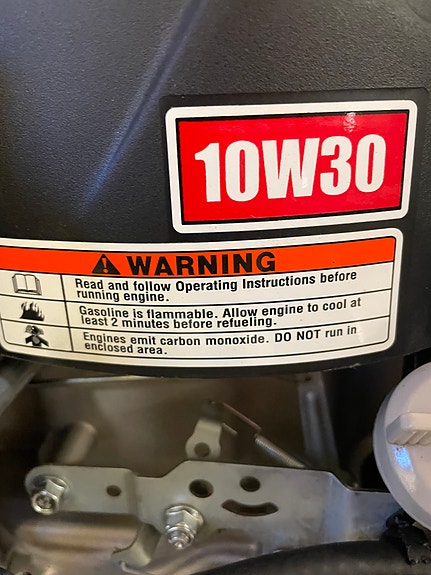 10W30
WARNING
Read and follow Operating Instructions before
running engine.
Gasoline is flammable. Allow engine to cool at
least 2 minutes before refueling.
Engines emit carbon monoxide. DO NOT run in
enclosed area.